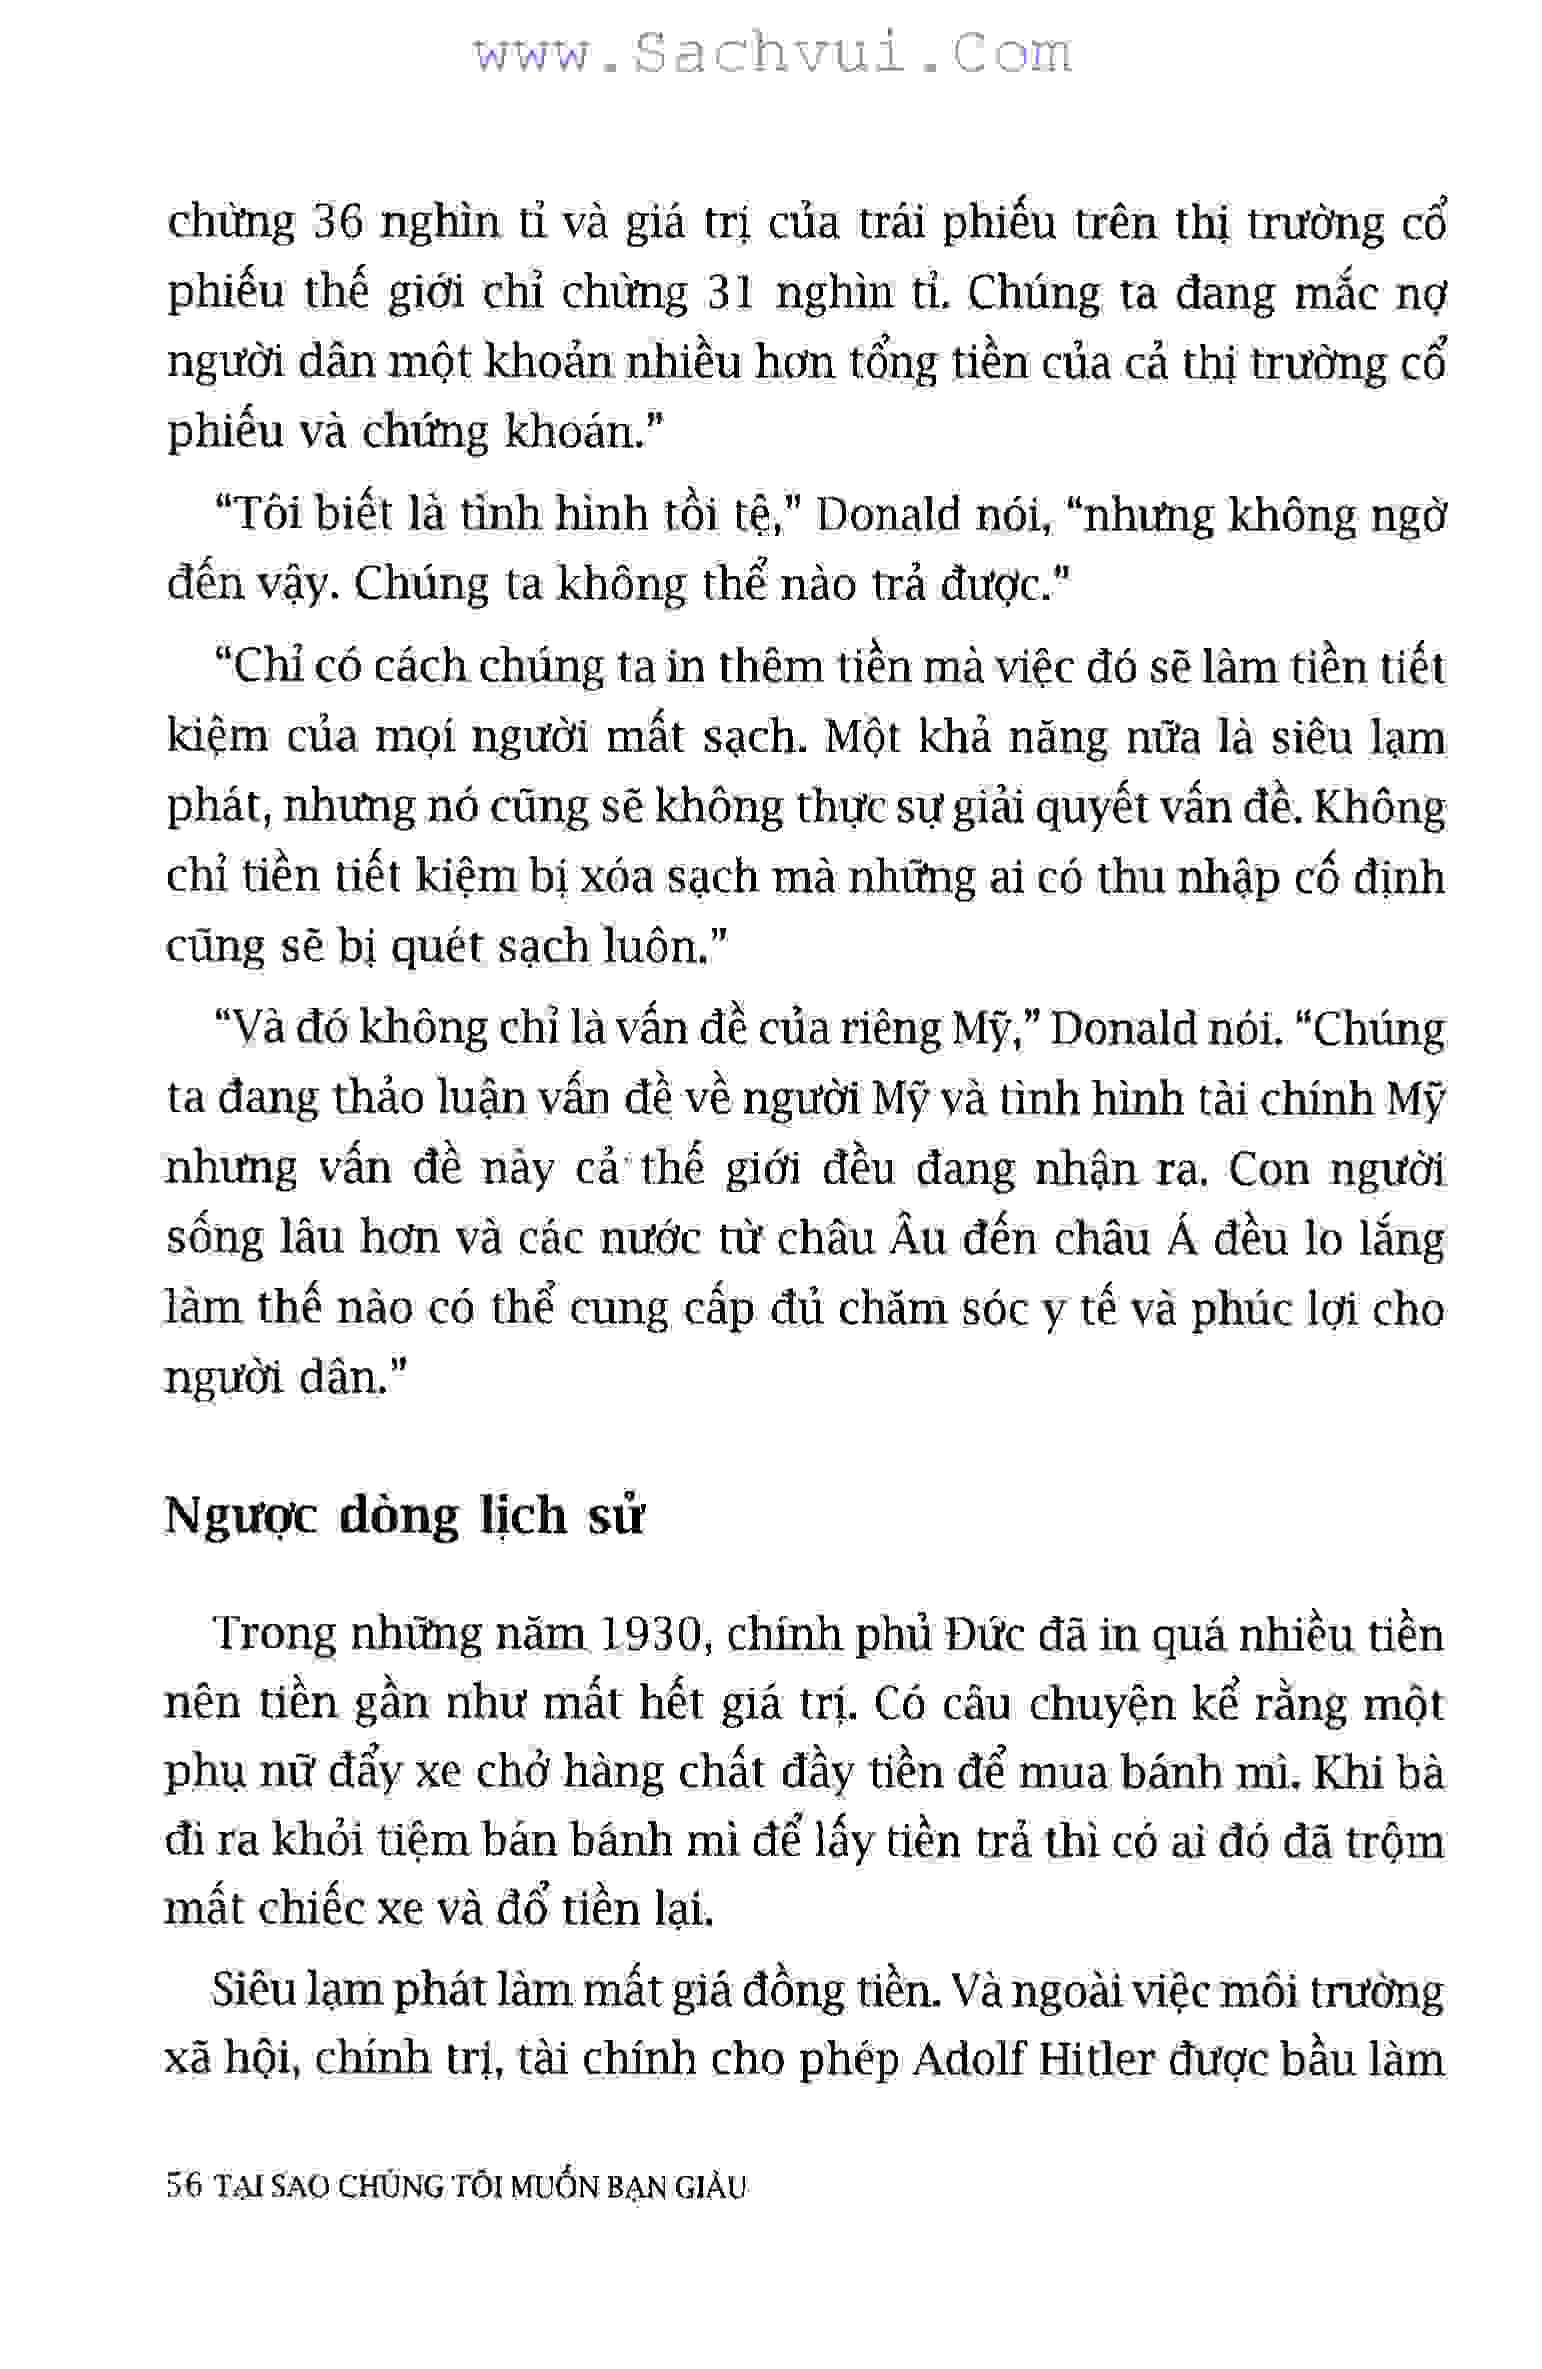 www.Sachvui.Com
chừng 36 nghìn tỉ và giá trị của trái phiếu trên thị trường cổ
phiếu thế giới chỉ chừng 31 nghìn tỉ. Chúng ta đang mắc nợ
người dân một khoản nhiều hơn tổng tiền của cả thị trường cổ
phiếu và chứng khoán.”
“Tôi biết là tình hình tồi tệ,” Donald nói, “nhưng không ngờ
đến vậy. Chúng ta không thể nào trả được.”
“Chỉ có cách chúng ta in thêm tiền mà việc đó sẽ làm tiền tiết
kiệm của mọi người mất sạch. Một khả năng nữa là siêu lạm
phát, nhưng nó cũng sẽ không thực sự giải quyết vấn đề. Không
chỉ tiền tiết kiệm bị xóa sạch mà những ai có thu nhập cố định
cũng sẽ bị quét sạch luôn.”
“Và đó không chỉ là vấn đề của riêng Mỹ,” Donald nói. “Chúng
ta đang thảo luận vấn đề về người Mỹ và tình hình tài chính Mỹ
nhưng vấn đề này cả thế giới đều đang nhận ra. Con người
sống lâu hơn và các nước từ châu Âu đến châu Á đều lo lắng
làm thế nào có thể cung cấp đủ chăm sóc y tế và phúc lợi cho
người dân.”
Ngược dòng lịch sử
Trong những năm 1930, chính phủ Đức đã in quá nhiều tiền
nên tiền gần như mất hết giá trị. Có câu chuyện kể rằng một
phụ nữ đẩy xe chở hàng chất đầy tiền để mua bánh mì. Khi bà
đi ra khỏi tiệm bán bánh mì để lấy tiền trả thì có ai đó đã trộm
mất chiếc xe và đổ tiền lại.
Siêu lạm phát làm mất giá đồng tiền. Và ngoài việc môi trường
xã hội, chính trị, tài chính cho phép Adolf Hitler được bầu làm
56 TẠI SAO CHÚNG TÔI MUỐN BẠN GIÀU